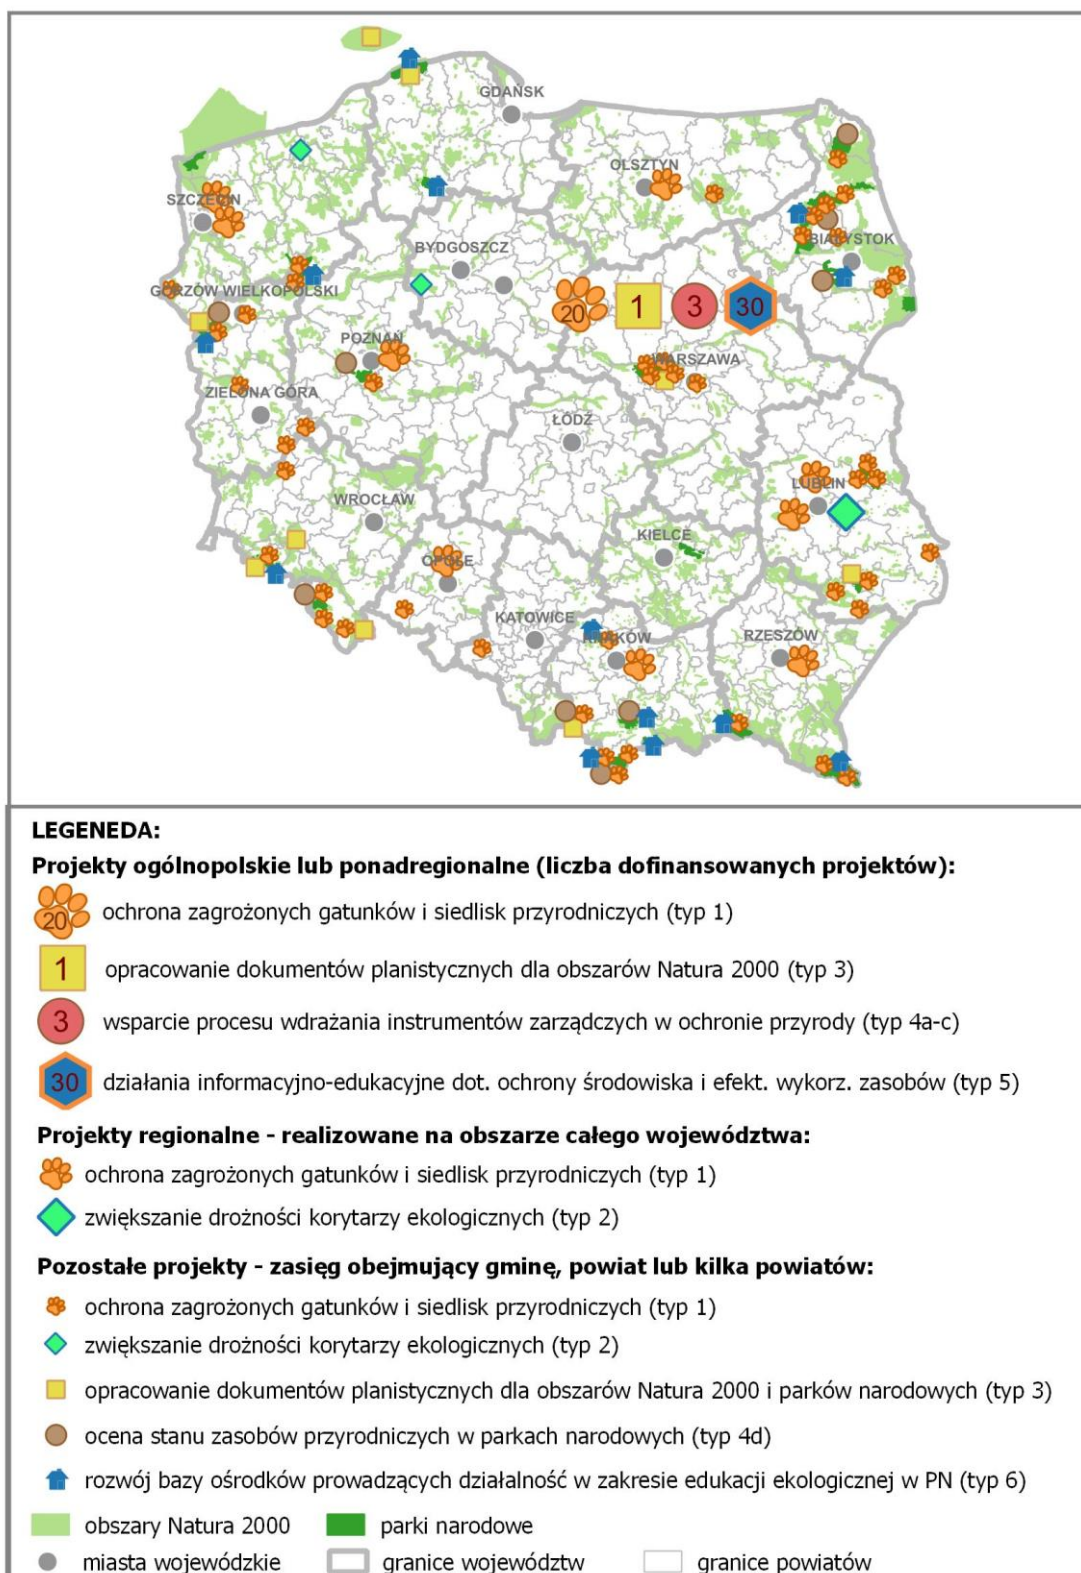 GDAŃSK
OLSZTYN
SZCZECIN
BYDGOSZCZ
BIAŁYSTOK
GORZÓW WIELKOPOLSKI
20
1
3
30
POZNAŃ
WARSZAWA
ZIELONA GÓRA
ŁÓDŹ
LUBLIN
WROCŁAW
KIELCE
OPOLE
KATOWICE
KRAKÓW
RZESZÓW
LEGENEDA:
Projekty ogólnopolskie lub ponadregionalne (liczba dofinansowanych projektów):
20 ochrona zagrożonych gatunków i siedlisk przyrodniczych (typ 1)
1 opracowanie dokumentów planistycznych dla obszarów Natura 2000 (typ 3)
3 wsparcie procesu wdrażania instrumentów zarządczych w ochronie przyrody (typ 4a-c)
30 działania informacyjno-edukacyjne dot. ochrony środowiska i efekt. wykorz. zasobów (typ 5)
Projekty regionalne - realizowane na obszarze całego województwa:
ochrona zagrożonych gatunków i siedlisk przyrodniczych (typ 1)
zwiększanie drożności korytarzy ekologicznych (typ 2)
Pozostałe projekty - zasięg obejmujący gminę, powiat lub kilka powiatów:
ochrona zagrożonych gatunków i siedlisk przyrodniczych (typ 1)
zwiększanie drożności korytarzy ekologicznych (typ 2)
opracowanie dokumentów planistycznych dla obszarów Natura 2000 i parków narodowych (typ 3)
ocena stanu zasobów przyrodniczych w parkach narodowych (typ 4d)
rozwój bazy ośrodków prowadzących działalność w zakresie edukacji ekologicznej w PN (typ 6)
obszary Natura 2000 parki narodowe
miasta wojewódzkie granice województw granice powiatów